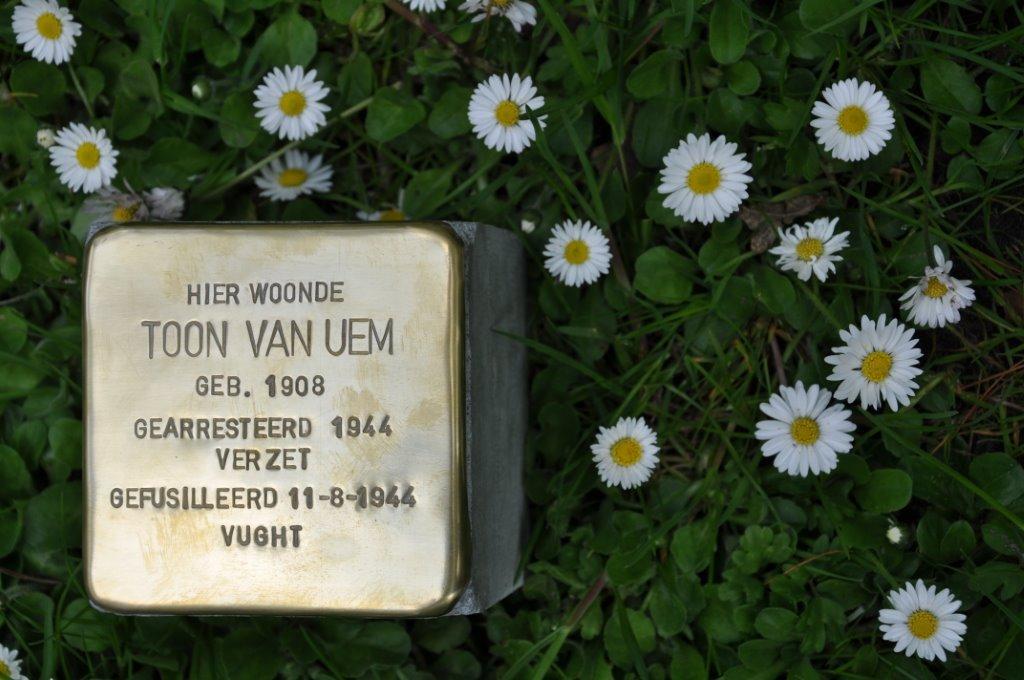 HIER WOONDE
TOON VAN UEM
GEB. 1908
GEARRESTEERD 1944
VERZET
GEFUSILLEERD 11-8-1944
VUGHT